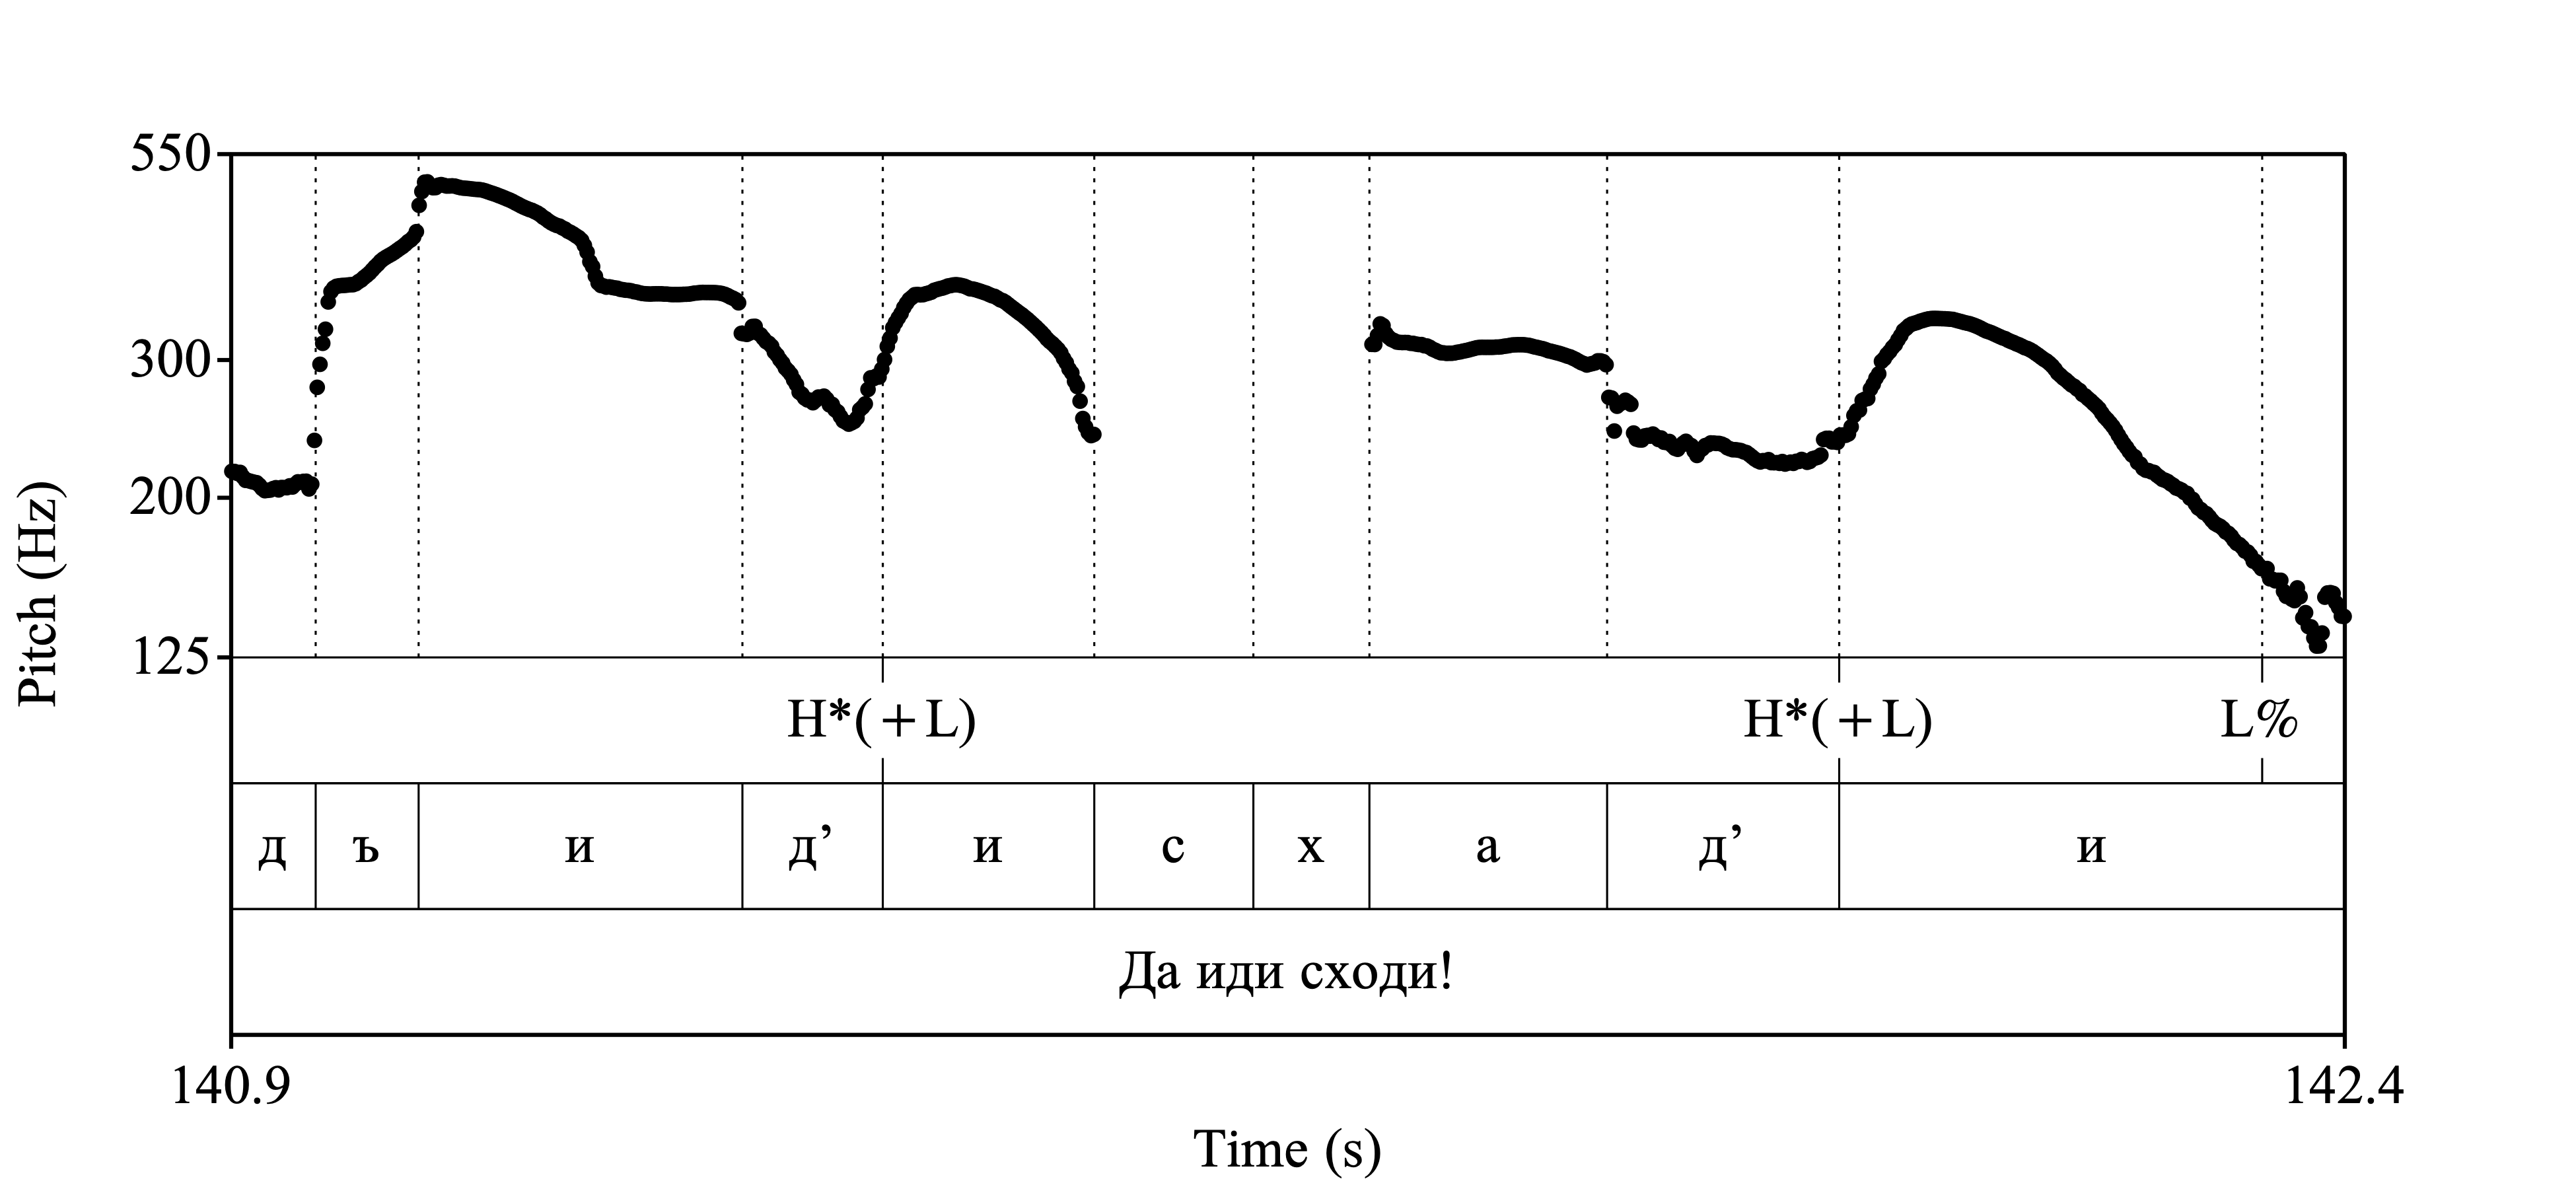 550
300
200
125
Pitch (Hz)
H*(+L) H*(+L) L%
д ъ и д’ и с х а д’ и
Да иди сходи!
140.9 142.4
Time (s)